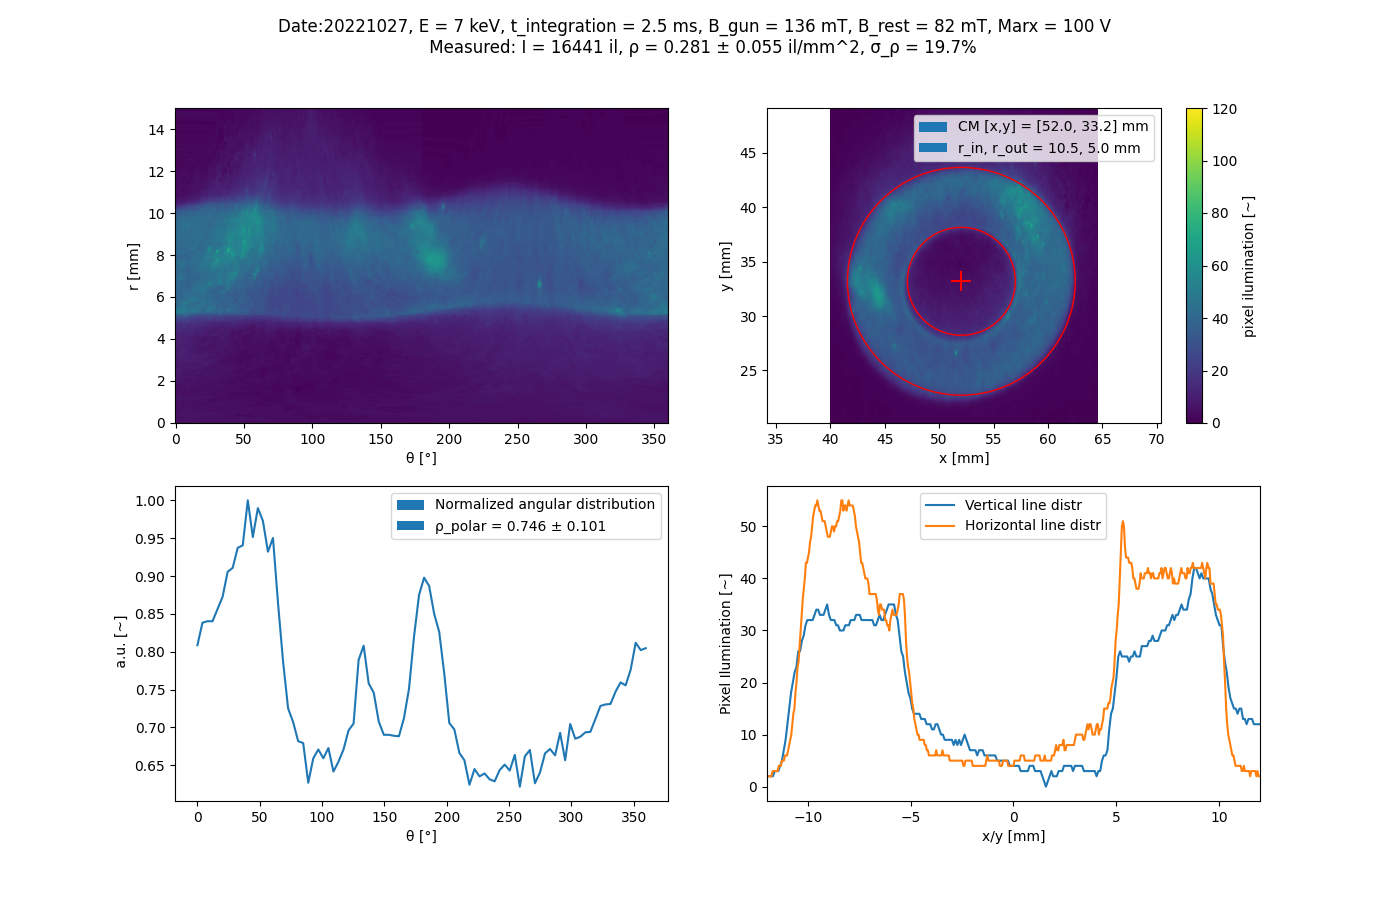 Date:20221027, E = 7 keV, t_integration = 2.5 ms, B_gun = 136 mT, B_rest = 82 mT, Marx = 100 V
Measured: I = 16441 il, ρ = 0.281 ± 0.055 il/mm^2, σ_ρ = 19.7%
14
12
10
8
6
4
2
0
r [mm]
0 50 100 150 200 250 300 350
θ [°]
CM [x,y] = [52.0, 33.2] mm
r_in, r_out = 10.5, 5.0 mm
45
40
35
30
25
y [mm]
35 40 45 50 55 60 65 70
x [mm]
120
100
80
60
40
20
0
pixel ilumination [~]
Normalized angular distribution
ρ_polar = 0.746 ± 0.101
1.00
0.95
0.90
0.85
0.80
0.75
0.70
0.65
a.u. [~]
0 50 100 150 200 250 300 350
θ [°]
Vertical line distr
Horizontal line distr
50
40
30
20
10
0
Pixel Ilumination [~]
−10 −5 0 5 10
x/y [mm]